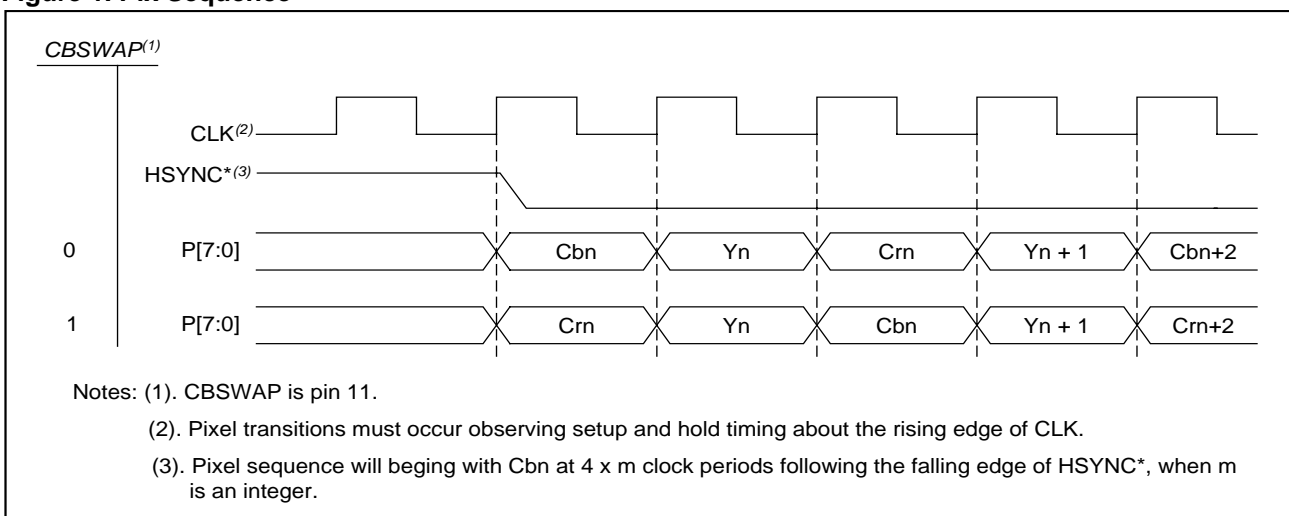 CBSWAP(1)
CLK(2)
HSYNC*(3)
0 P[7:0] Cbn Yn Crn Yn + 1 Cbn+2
1 P[7:0] Crn Yn Cbn Yn + 1 Crn+2
Notes: (1). CBSWAP is pin 11.
(2). Pixel transitions must occur observing setup and hold timing about the rising edge of CLK.
(3). Pixel sequence will beging with Cbn at 4 x m clock periods following the falling edge of HSYNC*, when m
is an integer.